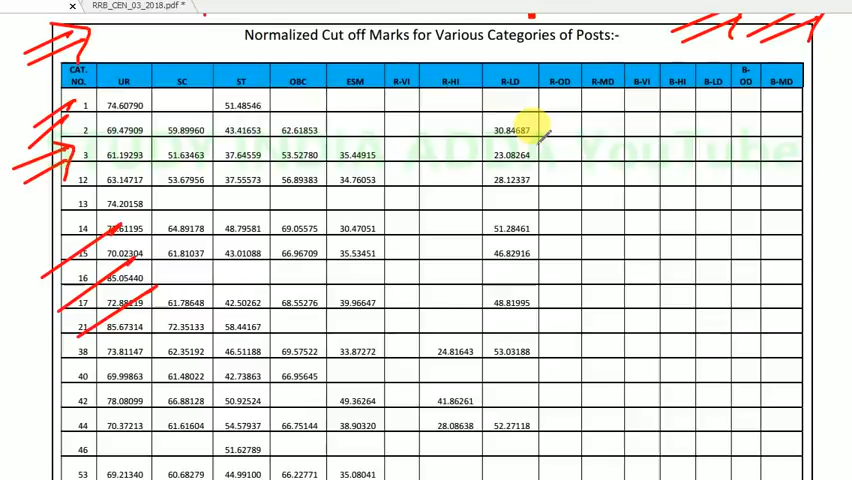 RRB_CEN_03_2018.pdf *
Normalized Cut off Marks for Various Categories of Posts:-
CAT. NO. UR SC ST OBC ESM R-VI R-HI R-LD R-OD R-MD B-VI B-HI B-LD B-OD B-MD
1 74.60790 51.48546
2 69.47909 59.89960 43.41653 62.61853 30.84687
3 61.19293 51.63463 37.64559 53.52780 35.44915 23.08264
12 63.14717 53.67956 37.55573 56.89383 34.76053 28.12337
13 74.20158
14 64.89178 48.79581 69.05575 30.47051 51.28461
15 70.02304 61.81037 43.01088 66.96709 35.53451 46.82916
16 85.05440
17 61.78648 42.50262 68.55276 39.96647 48.81995
21 85.67314 72.35133 58.44167
38 73.81147 62.35192 46.51188 69.57522 33.87272 24.81643 53.03188
40 69.99863 61.48022 42.73863 66.95645
42 78.08099 66.88128 50.92524 49.36264 41.86261
44 70.37213 61.61604 54.57937 66.75144 38.90320 28.08638 52.27118
46 51.62789
53 69.21340 60.68279 44.99100 66.22771 35.08041
STUDY INDIA ADDA YouTube